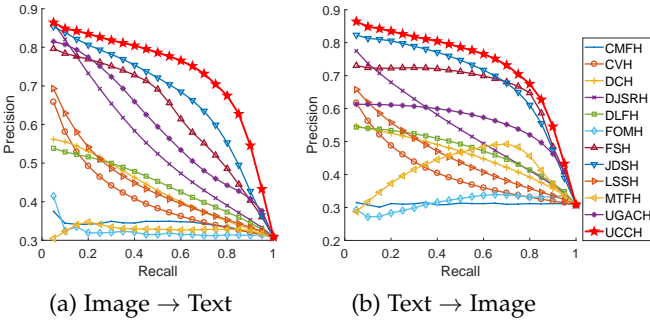 0.9
0.8
0.7
0.6
0.5
0.4
0.3
Precision
0 0.2 0.4 0.6 0.8 1
Recall
(a) Image → Text
0.9
0.8
0.7
0.6
0.5
0.4
0.3
0.2
Precision
0 0.2 0.4 0.6 0.8 1
Recall
(b) Text → Image
CMFH
CVH
DCH
DJSRH
DLFH
FOMH
FSH
JDSH
LSSH
MTFH
UGACH
UCCH